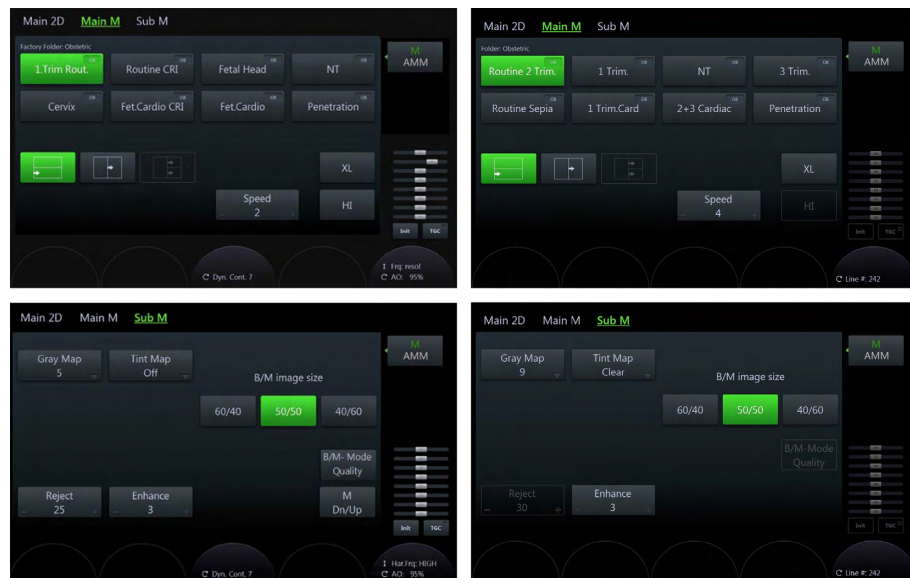 Main 2D Main M Sub M
Factory Folder: Obstetric
1.Trim Rout. Routine CRI Fetal Head NT
Cervix Fet.Cardio CRI Fet.Cardio Penetration
M
AMM
XL
Speed
2
HI
Init TGC
Dyn. Cont. 7
Frq: resol
AO: 95%
Main 2D Main M Sub M
Folder: Obstetric
Routine 2 Trim. 1 Trim. NT 3 Trim.
Routine Sepia 1 Trim.Card 2+3 Cardiac Penetration
M
AMM
XL
Speed
4
HI
Init TGC
Line #: 242
Main 2D Main M Sub M
Gray Map
5
Tint Map
Off
M
AMM
B/M image size
60/40 50/50 40/60
B/M- Mode
Quality
Reject
25
Enhance
3
M
Dn/Up
Init TGC
Dyn. Cont. 7
Har.Frq: HIGH
AO: 95%
Main 2D Main M Sub M
Gray Map
9
Tint Map
Clear
M
AMM
B/M image size
60/40 50/50 40/60
B/M-Mode
Quality
Reject
30
Enhance
3
Init TGC
Line #: 242